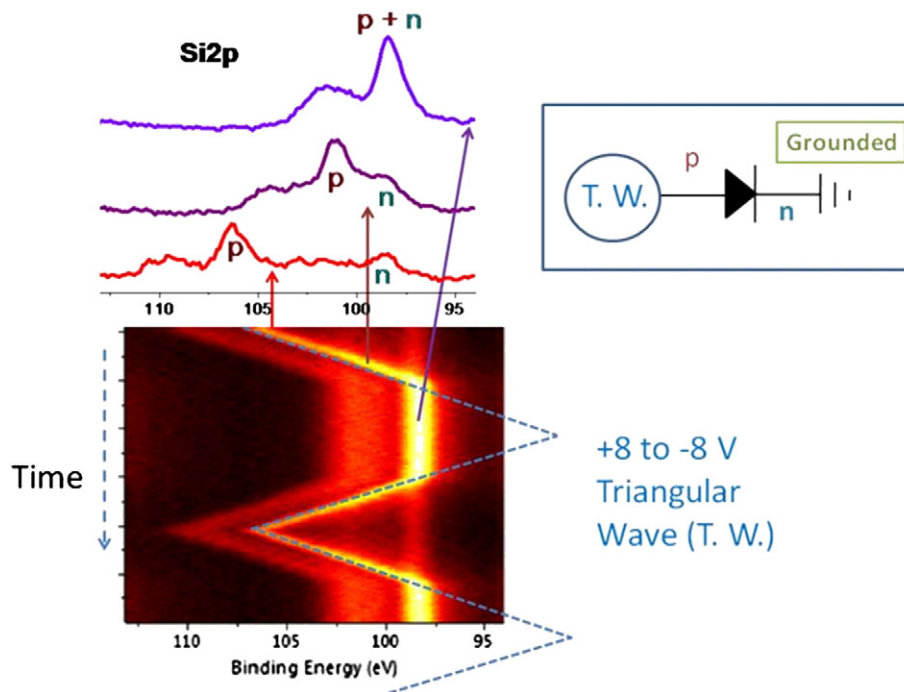 p + n
Si2p
p
n
p
n
110
105
100
95
Grounded
p
T. W.
n
Time
+8 to -8 V
Triangular
Wave (T. W.)
110
105
100
95
Binding Energy (eV)